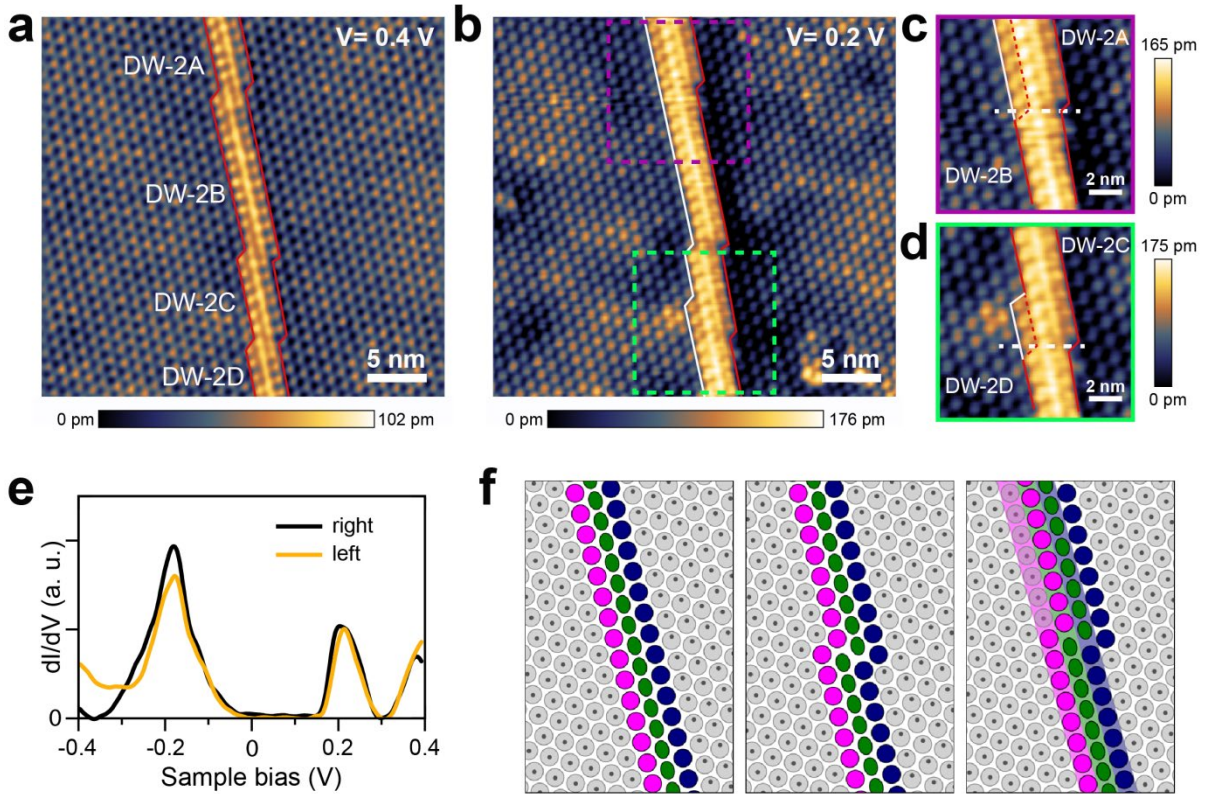 a
V= 0.4 V
DW-2A
DW-2B
DW-2C
DW-2D
5 nm
0 pm
102 pm
b
V= 0.2 V
5 nm
0 pm
176 pm
c
DW-2A
DW-2B
2 nm
165 pm
0 pm
d
DW-2C
DW-2D
2 nm
175 pm
0 pm
e
right
left
dI/dV (a. u.)
0
-0.4
-0.2
0
0.2
0.4
Sample bias (V)
f